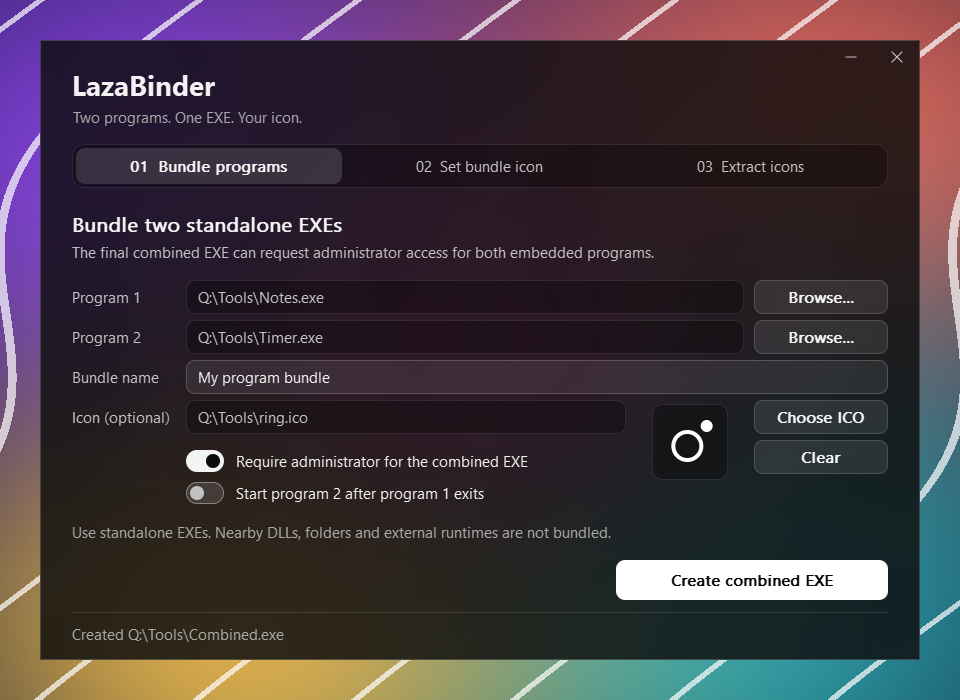 LazaBinder
Two programs. One EXE. Your icon.
01 Bundle programs 02 Set bundle icon 03 Extract icons
Bundle two standalone EXEs
The final combined EXE can request administrator access for both embedded programs.
Program 1 Q:\Tools\Notes.exe Browse...
Program 2 Q:\Tools\Timer.exe Browse...
Bundle name My program bundle
Icon (optional) Q:\Tools\ring.ico Choose ICO
Clear
Require administrator for the combined EXE
Start program 2 after program 1 exits
Use standalone EXEs. Nearby DLLs, folders and external runtimes are not bundled.
Create combined EXE
Created Q:\Tools\Combined.exe